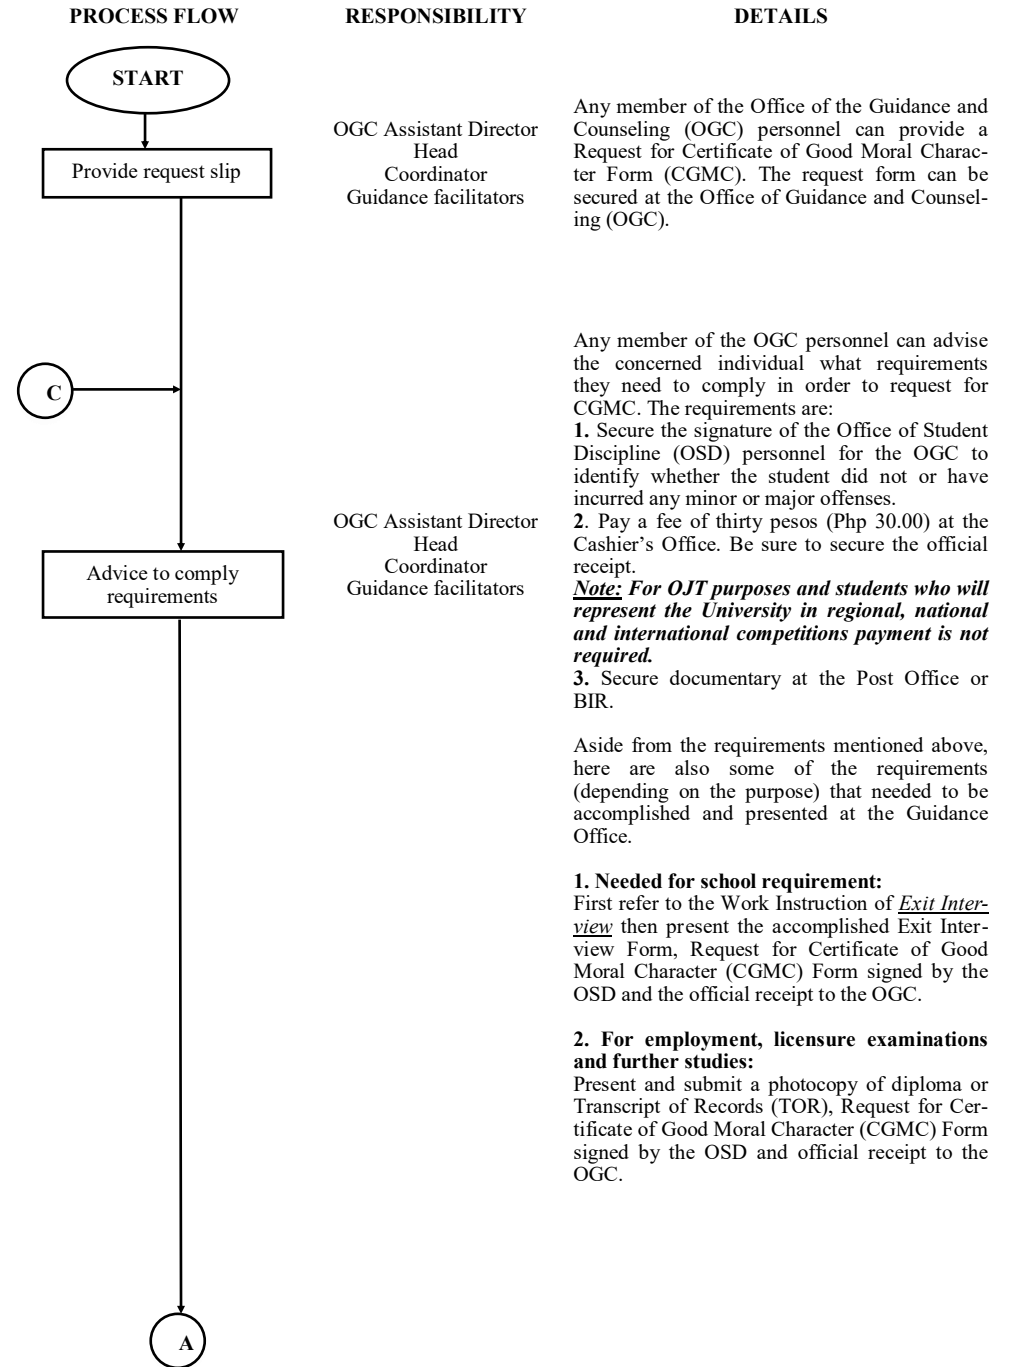 PROCESS FLOW RESPONSIBILITY DETAILS
START
Provide request slip
OGC Assistant Director
Head
Coordinator
Guidance facilitators
Any member of the Office of the Guidance and
Counseling (OGC) personnel can provide a
Request for Certificate of Good Moral Charac-
ter Form (CGMC). The request form can be
secured at the Office of Guidance and Counsel-
ing (OGC).
C
Advice to comply
requirements
OGC Assistant Director
Head
Coordinator
Guidance facilitators
Any member of the OGC personnel can advise
the concerned individual what requirements
they need to comply in order to request for
CGMC. The requirements are:
1. Secure the signature of the Office of Student
Discipline (OSD) personnel for the OGC to
identify whether the student did not or have
incurred any minor or major offenses.
2. Pay a fee of thirty pesos (Php 30.00) at the
Cashier’s Office. Be sure to secure the official
receipt.
Note: For OJT purposes and students who will
represent the University in regional, national
and international competitions payment is not
required.
3. Secure documentary at the Post Office or
BIR.
Aside from the requirements mentioned above,
here are also some of the requirements
(depending on the purpose) that needed to be
accomplished and presented at the Guidance
Office.
1. Needed for school requirement:
First refer to the Work Instruction of Exit Inter-
view then present the accomplished Exit Inter-
view Form, Request for Certificate of Good
Moral Character (CGMC) Form signed by the
OSD and the official receipt to the OGC.
2. For employment, licensure examinations
and further studies:
Present and submit a photocopy of diploma or
Transcript of Records (TOR), Request for Cer-
tificate of Good Moral Character (CGMC) Form
signed by the OSD and official receipt to the
OGC.
A